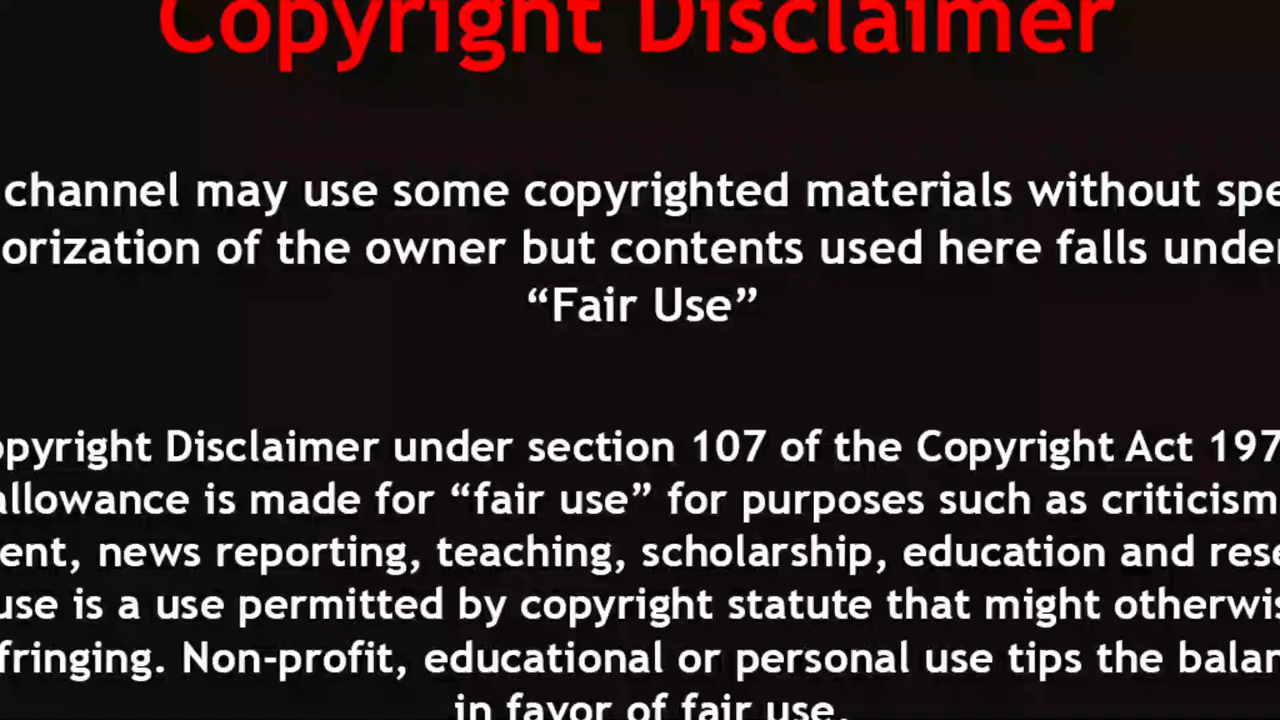 Copyright Disclaimer
channel may use some copyrighted materials without spe
orization of the owner but contents used here falls under
“Fair Use”
opyright Disclaimer under section 107 of the Copyright Act 197
allowance is made for “fair use” for purposes such as criticism
ent, news reporting, teaching, scholarship, education and rese
use is a use permitted by copyright statute that might otherwis
fringing. Non-profit, educational or personal use tips the balan
in favor of fair use.